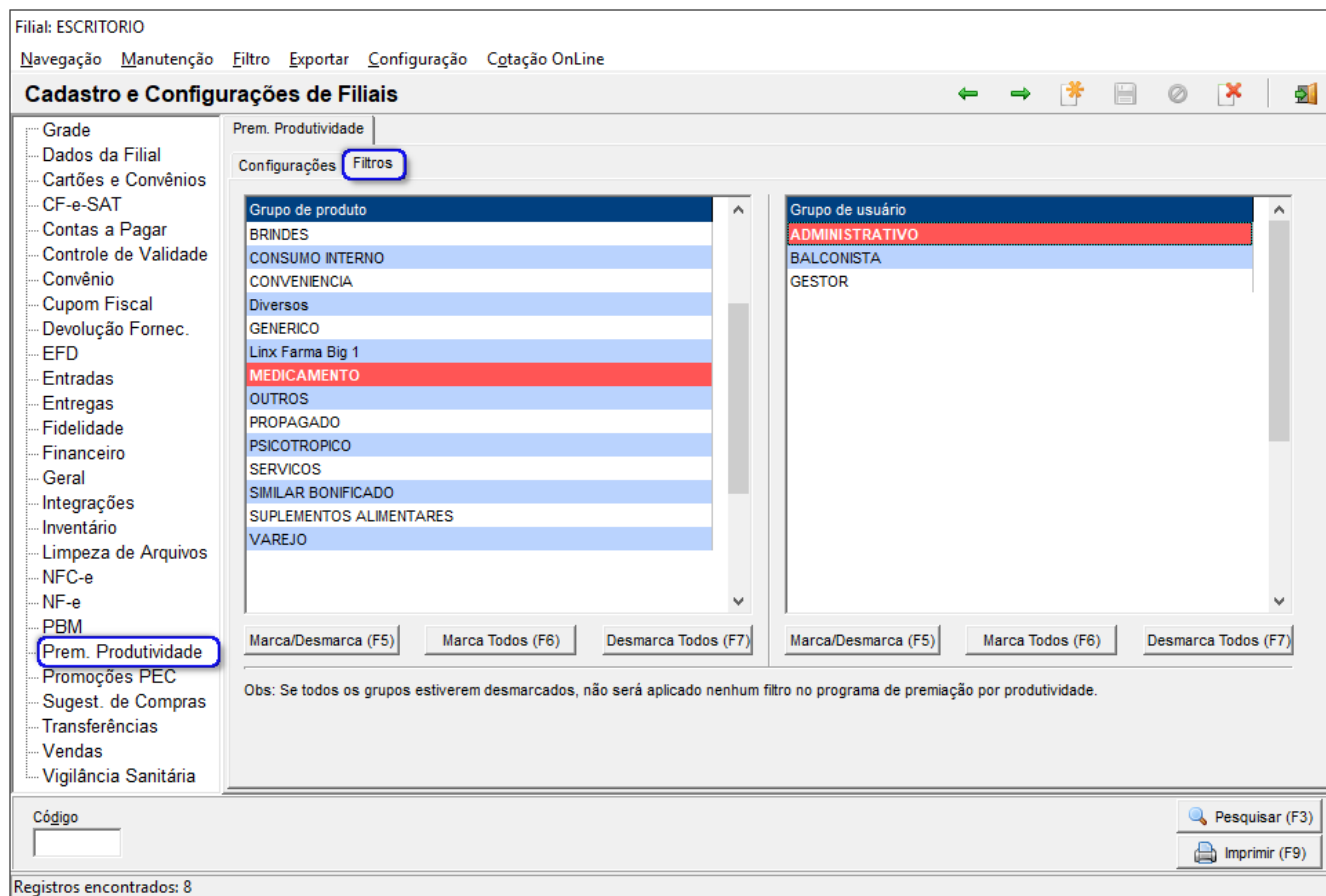 Filial: ESCRITORIO
Navegação Manutenção Filtro Exportar Configuração Cotação OnLine
Cadastro e Configurações de Filiais
Grade
Dados da Filial
Cartões e Convênios
CF-e-SAT
Contas a Pagar
Controle de Validade
Convênio
Cupom Fiscal
Devolução Fornec.
EFD
Entradas
Entregas
Fidelidade
Financeiro
Geral
Integrações
Inventário
Limpeza de Arquivos
NFC-e
NF-e
PBM
Prem. Produtividade
Promoções PEC
Sugest. de Compras
Transferências
Vendas
Vigilância Sanitária
Prem. Produtividade
Configurações Filtros
Grupo de produto
BRINDES
CONSUMO INTERNO
CONVENIENCIA
Diversos
GENERICO
Linx Farma Big 1
MEDICAMENTO
OUTROS
PROPAGADO
PSICOTROPICO
SERVICOS
SIMILAR BONIFICADO
SUPLEMENTOS ALIMENTARES
VAREJO
Marca/Desmarca (F5) Marca Todos (F6) Desmarca Todos (F7)
Grupo de usuário
ADMINISTRATIVO
BALCONISTA
GESTOR
Marca/Desmarca (F5) Marca Todos (F6) Desmarca Todos (F7)
Obs: Se todos os grupos estiverem desmarcados, não será aplicado nenhum filtro no programa de premiação por produtividade.
Código
Pesquisar (F3)
Imprimir (F9)
Registros encontrados: 8